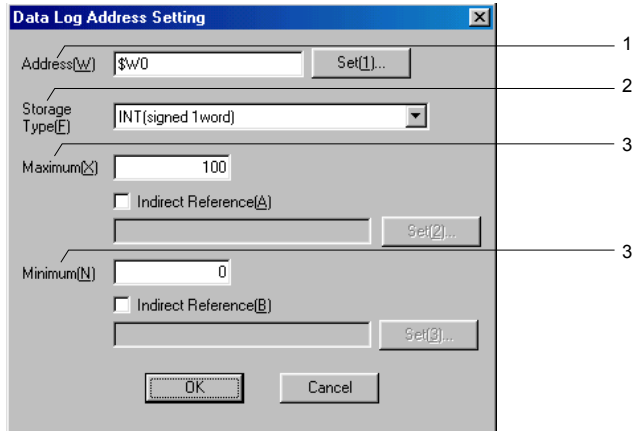 Data Log Address Setting
1
Address(W) $W0 Set(1)...
2
Storage
Type(F) INT(signed 1word)
3
Maximum(X) 100
Indirect Reference(A)
Set(2)...
3
Minimum(N) 0
Indirect Reference(B)
Set(3)...
OK Cancel